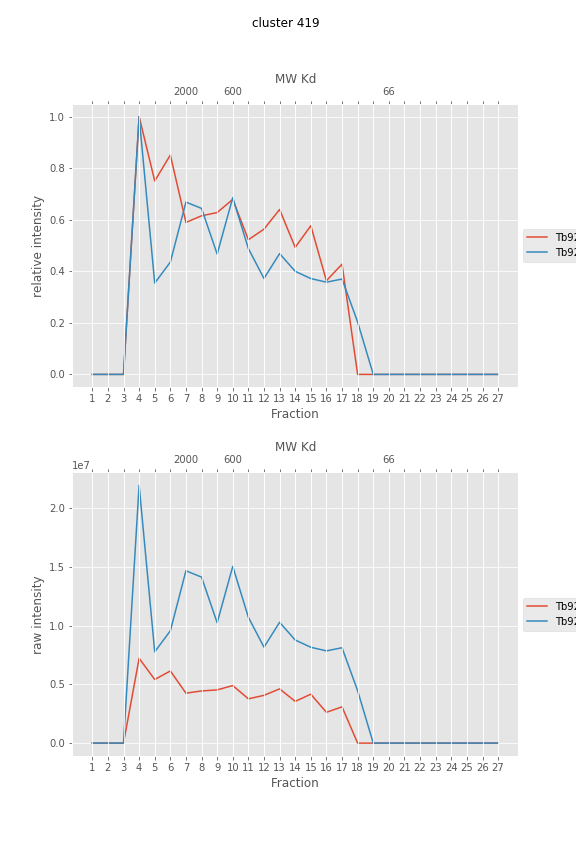 cluster 419
MW Kd
2000 600 66
1.0
0.8
0.6
0.4
0.2
0.0
relative intensity
Tb92
Tb92
1 2 3 4 5 6 7 8 9 10 11 12 13 14 15 16 17 18 19 20 21 22 23 24 25 26 27
Fraction
MW Kd
1e7
2000 600 66
2.0
1.5
1.0
0.5
0.0
raw intensity
Tb92
Tb92
1 2 3 4 5 6 7 8 9 10 11 12 13 14 15 16 17 18 19 20 21 22 23 24 25 26 27
Fraction